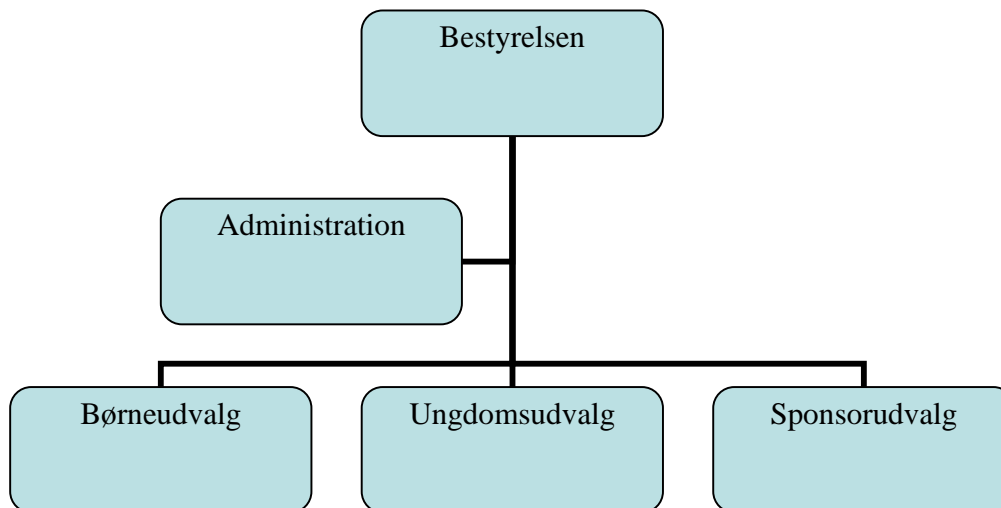 Bestyrelsen
Administration
Børneudvalg
Ungdomsudvalg
Sponsorudvalg